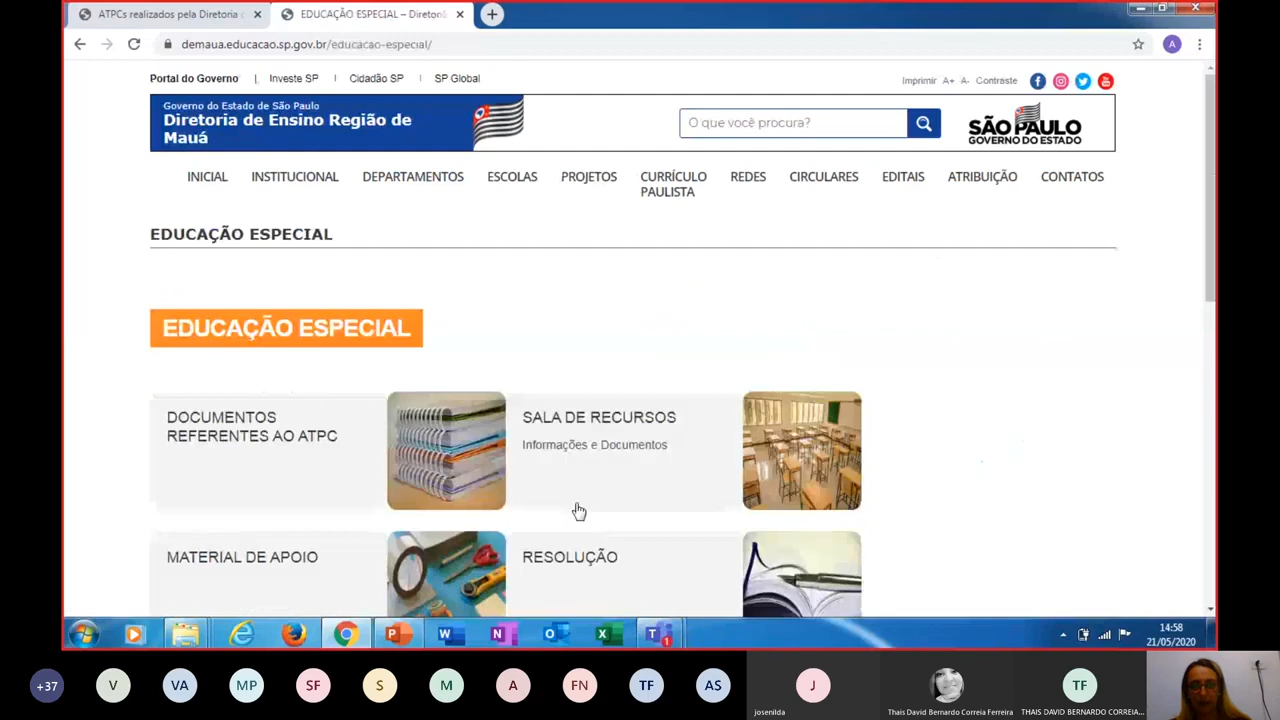 ATPCs realizados pela Diretoria
EDUCAÇÃO ESPECIAL – Diretori
demaua.educacao.sp.gov.br/educacao-especial/
A
Portal do Governo | Investe SP | Cidadão SP | SP Global
Imprimir A+ A- Contraste
Governo do Estado de São Paulo
Diretoria de Ensino Região de
Mauá
O que você procura?
SÃO PAULO
GOVERNO DO ESTADO
INICIAL INSTITUCIONAL DEPARTAMENTOS ESCOLAS PROJETOS CURRÍCULO REDES CIRCULARES EDITAIS ATRIBUIÇÃO CONTATOS
PAULISTA
EDUCAÇÃO ESPECIAL
EDUCAÇÃO ESPECIAL
DOCUMENTOS
REFERENTES AO ATPC
SALA DE RECURSOS
Informações e Documentos
MATERIAL DE APOIO
RESOLUÇÃO
14:58
21/05/2020
+37 V VA MP SF S M A FN TF AS J TF
josenilda
Thais David Bernardo Correia Ferreira
THAIS DAVID BERNARDO CORREIA...